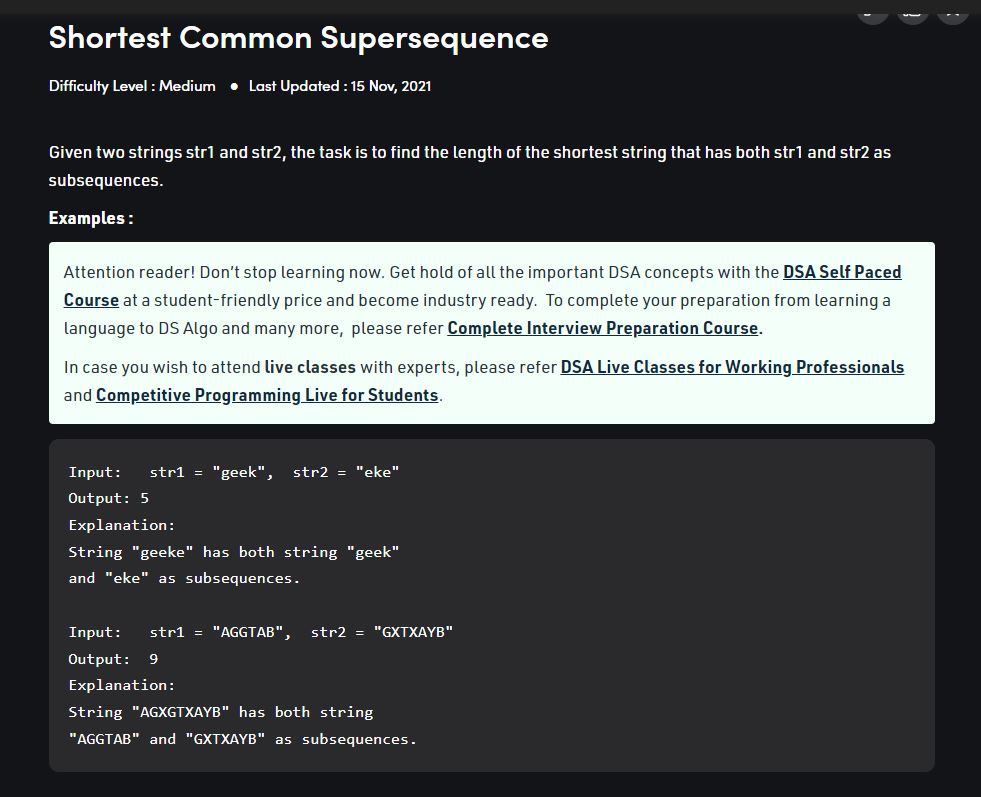 Shortest Common Supersequence
Difficulty Level : Medium ● Last Updated : 15 Nov, 2021
Given two strings str1 and str2, the task is to find the length of the shortest string that has both str1 and str2 as
subsequences.
Examples :
Attention reader! Don’t stop learning now. Get hold of all the important DSA concepts with the DSA Self Paced
Course at a student-friendly price and become industry ready.  To complete your preparation from learning a
language to DS Algo and many more,  please refer Complete Interview Preparation Course.
In case you wish to attend live classes with experts, please refer DSA Live Classes for Working Professionals
and Competitive Programming Live for Students.
Input:   str1 = "geek",  str2 = "eke"
Output: 5
Explanation:
String "geeke" has both string "geek"
and "eke" as subsequences.
Input:   str1 = "AGGTAB",  str2 = "GXTXAYB"
Output:  9
Explanation:
String "AGXGTXAYB" has both string
"AGGTAB" and "GXTXAYB" as subsequences.